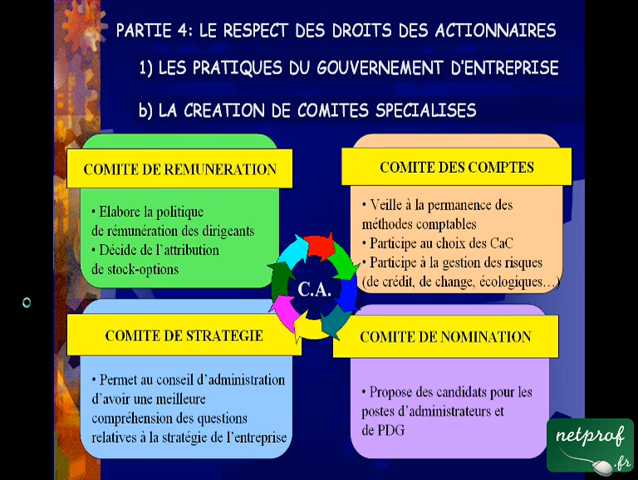 PARTIE 4: LE RESPECT DES DROITS DES ACTIONNAIRES
1) LES PRATIQUES DU GOUVERNEMENT D'ENTREPRISE
b) LA CREATION DE COMITES SPECIALISES
COMITE DE REMUNERATION
• Elabore la politique
de rémunération des dirigeants
• Décide de l'attribution
de stock-options
COMITE DES COMPTES
• Veille à la permanence des
méthodes comptables
• Participe au choix des CaC
• Participe à la gestion des risques
(de crédit, de change, écologiques…)
C.A.
COMITE DE STRATEGIE
• Permet au conseil d'administration
d'avoir une meilleure
compréhension des questions
relatives à la stratégie de l'entreprise
COMITE DE NOMINATION
• Propose des candidats pour les
postes d'administrateurs et
de PDG
netprof
.fr